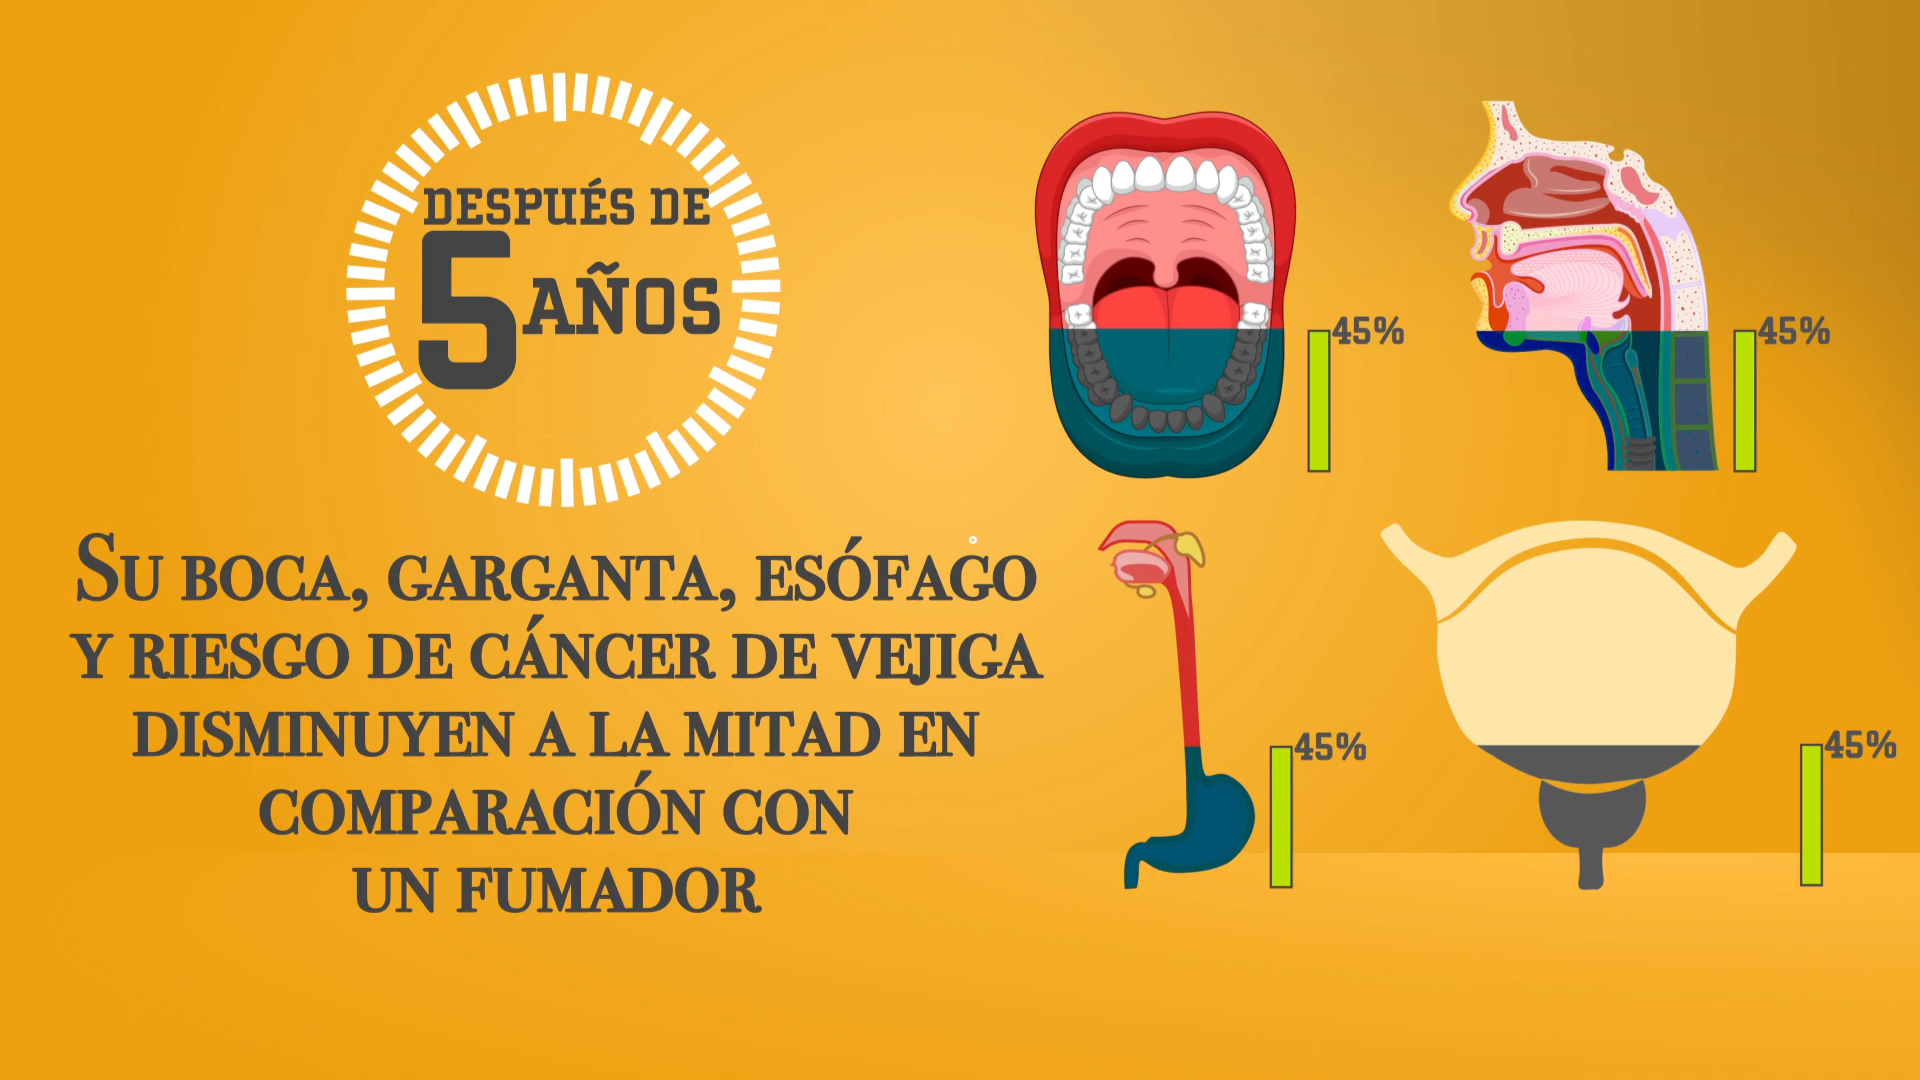 DESPUÉS DE
5 AÑOS
SU BOCA, GARGANTA, ESÓFAGO
Y RIESGO DE CÁNCER DE VEJIGA
DISMINUYEN A LA MITAD EN
COMPARACIÓN CON
UN FUMADOR
45%
45%
45%
45%